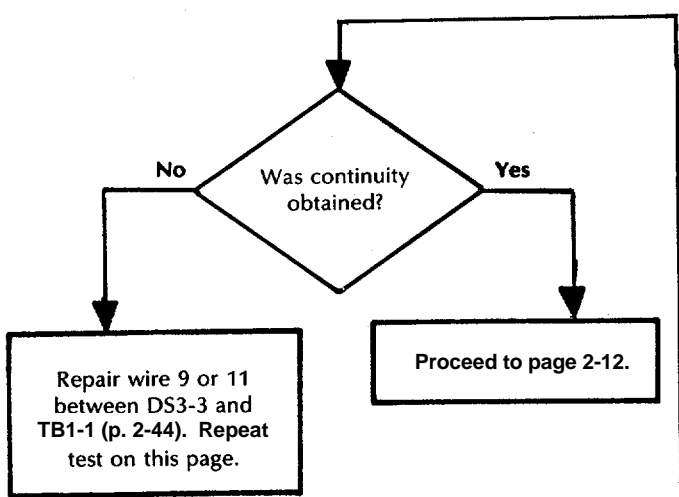 No
Was continuity
obtained?
Yes
Repair wire 9 or 11
between DS3-3 and
TB1-1 (p. 2-44). Repeat
test on this page.
Proceed to page 2-12.